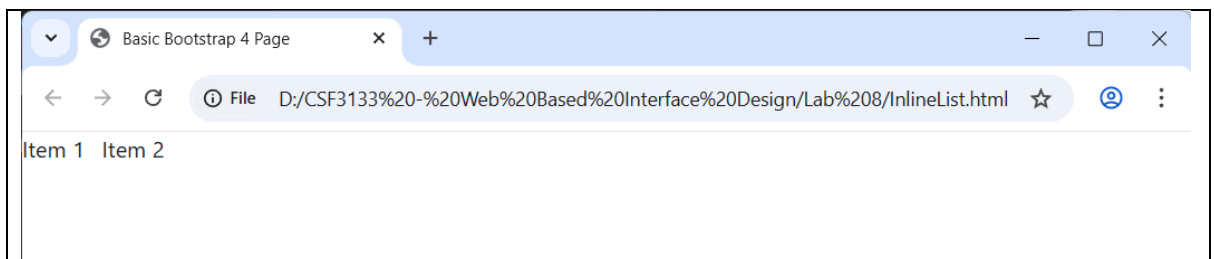 Basic Bootstrap 4 Page
File D:/CSF3133%20-%20Web%20Based%20Interface%20Design/Lab%208/InlineList.html
Item 1 Item 2